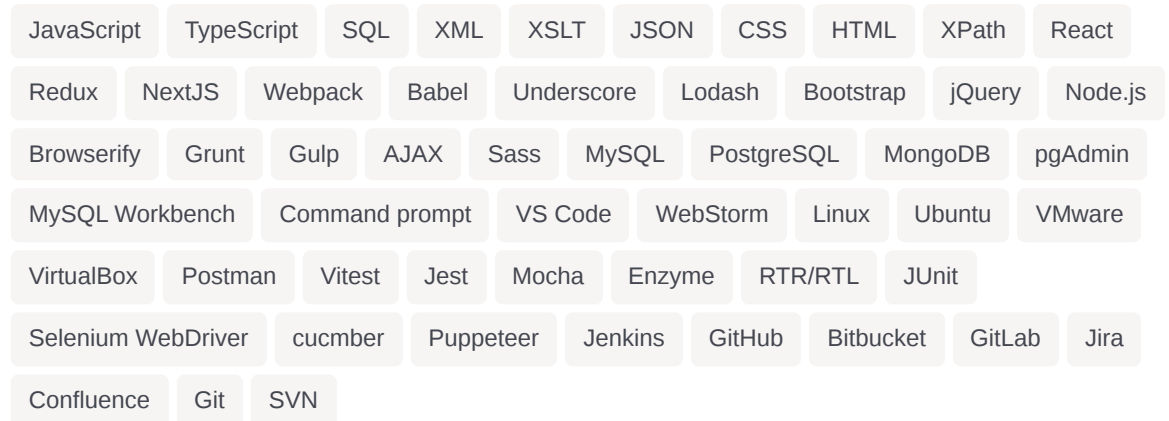 JavaScript TypeScript SQL XML XSLT JSON CSS HTML XPath React
Redux NextJS Webpack Babel Underscore Lodash Bootstrap jQuery Node.js
Browserify Grunt Gulp AJAX Sass MySQL PostgreSQL MongoDB pgAdmin
MySQL Workbench Command prompt VS Code WebStorm Linux Ubuntu VMware
VirtualBox Postman Vitest Jest Mocha Enzyme RTR/RTL JUnit
Selenium WebDriver cucmber Puppeteer Jenkins GitHub Bitbucket GitLab Jira
Confluence Git SVN